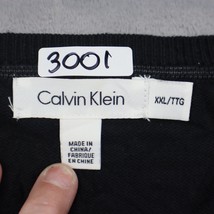 3001
Calvin Klein
XXL/TTG
MADE IN
CHINA/
FABRIQUÉ
EN CHINE